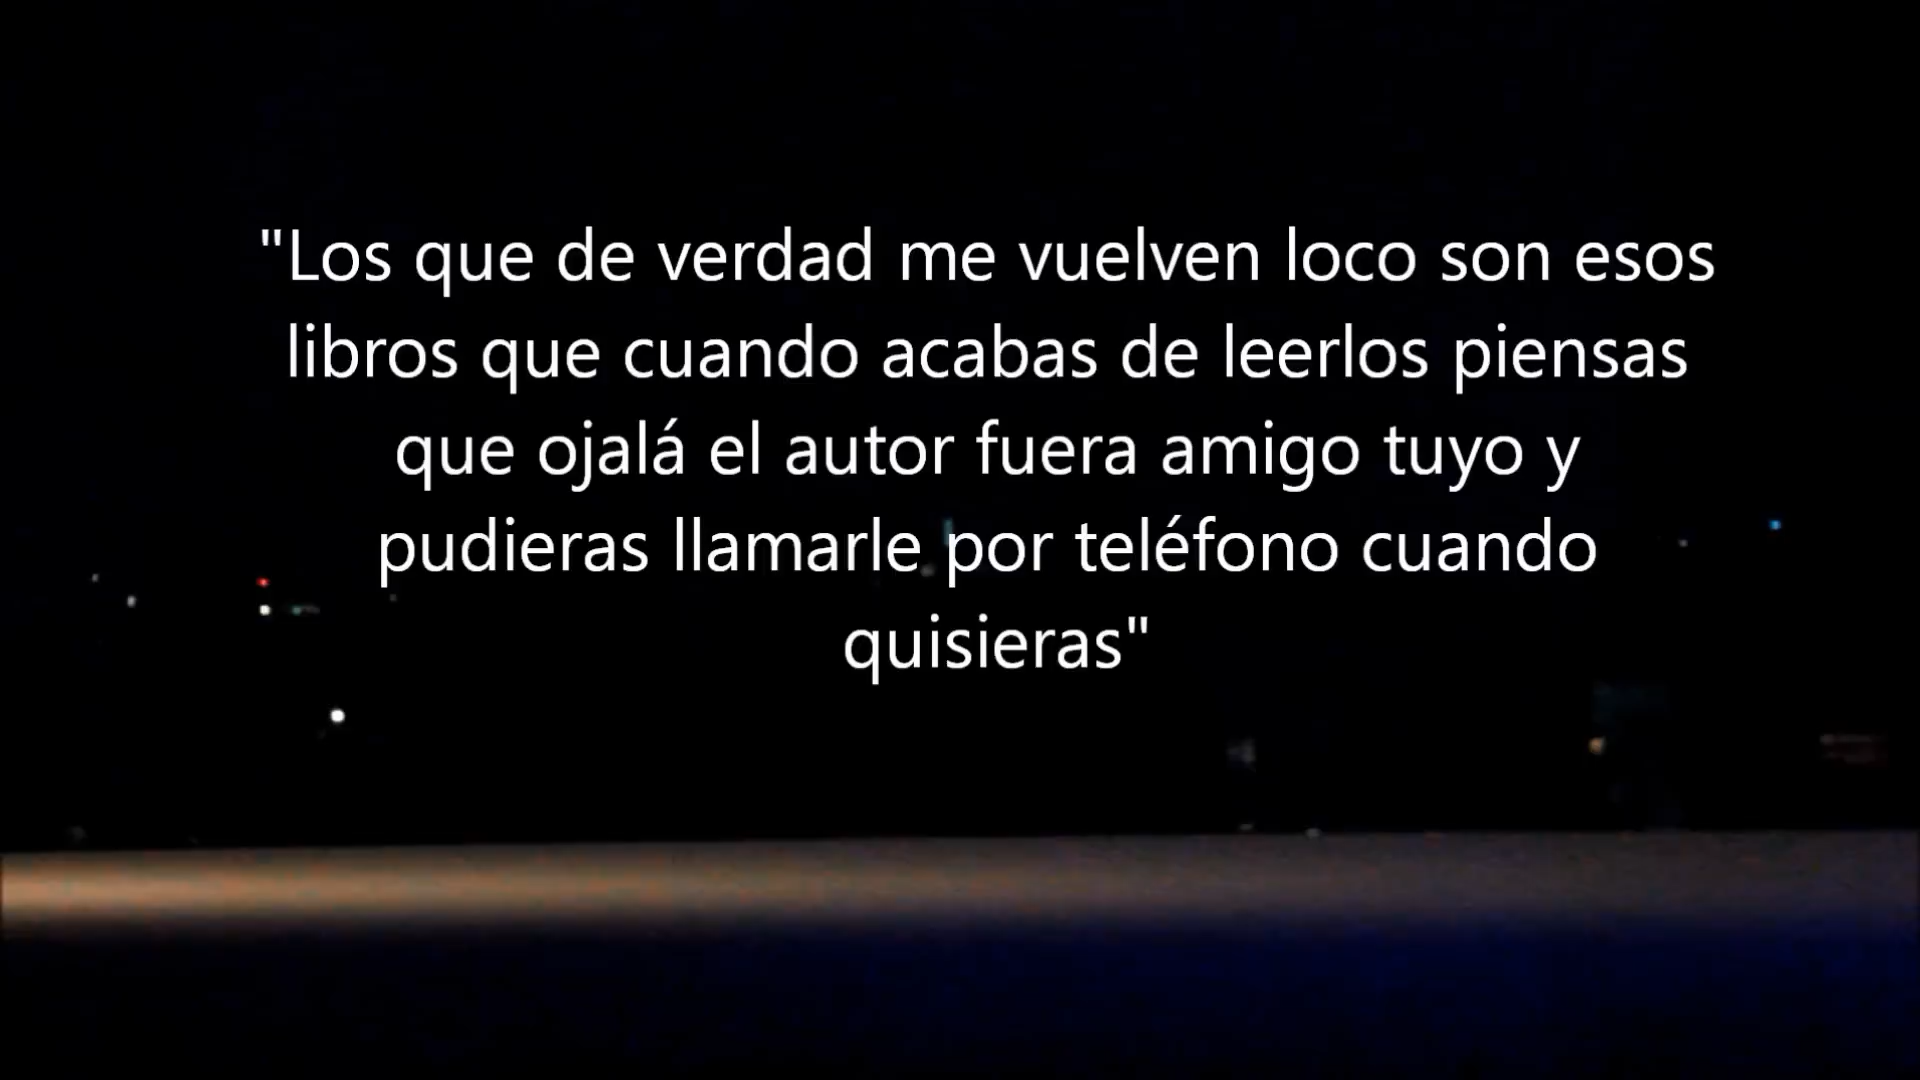 "Los que de verdad me vuelven loco son esos
libros que cuando acabas de leerlos piensas
que ojalá el autor fuera amigo tuyo y
pudieras llamarle por teléfono cuando
quisieras"